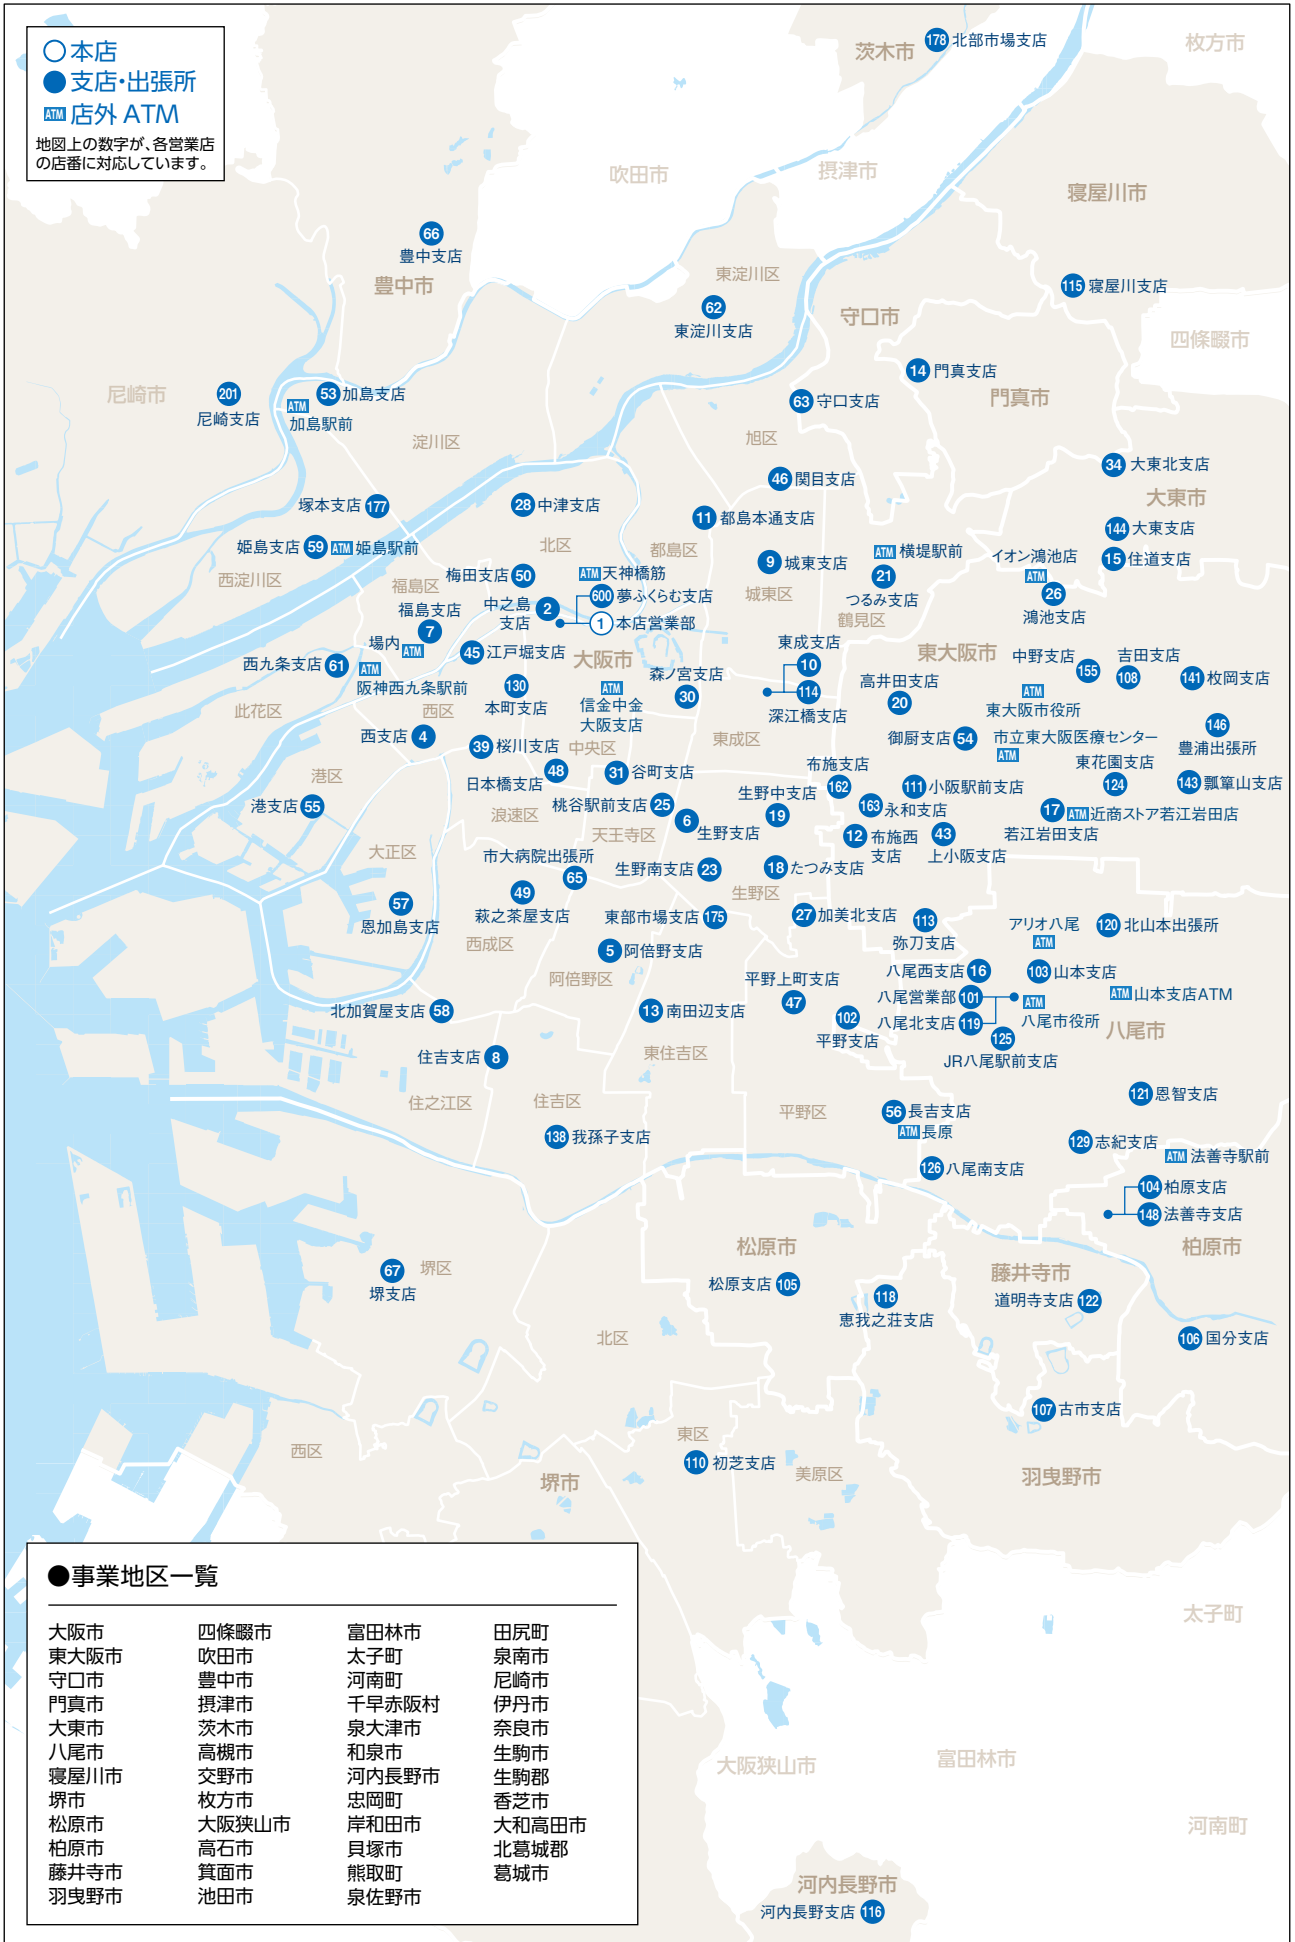 本店
支店・出張所
ATM 店外 ATM
地図上の数字が、各営業店
の店番に対応しています。
茨木市
178 北部市場支店
枚方市
吹田市
摂津市
寝屋川市
66
豊中支店
豊中市
東淀川区
62
東淀川支店
115 寝屋川支店
守口市
四條畷市
14 門真支店
門真市
尼崎市
201
尼崎支店
53 加島支店
ATM
加島駅前
63 守口支店
淀川区
旭区
34 大東北支店
46 関目支店
大東市
塚本支店 177
28 中津支店
11 都島本通支店
144 大東支店
姫島支店 59 ATM 姫島駅前
北区
都島区
9 城東支店
ATM 横堤駅前
21
つるみ支店
イオン鴻池店
ATM
15 住道支店
西淀川区
福島区
梅田支店 50
ATM 天神橋筋
600 夢ふくらむ支店
城東区
26
鴻池支店
福島支店
7
中之島
支店
2
1 本店営業部
鶴見区
場内
ATM
45 江戸堀支店
大阪市
東成支店
10
東大阪市
中野支店
155
吉田支店
108
西九条支店 61
ATM
阪神西九条駅前
森ノ宮支店
30
114
深江橋支店
高井田支店
20
141 枚岡支店
130
本町支店
ATM
信金中金
大阪支店
ATM
東大阪市役所
此花区
西区
146
豊浦出張所
西支店 4
39 桜川支店
中央区
東成区
御厨支店 54
市立東大阪医療センター
ATM
港区
日本橋支店
48
31 谷町支店
布施支店
162
111 小阪駅前支店
東花園支店
124
143 瓢簞山支店
港支店 55
浪速区
桃谷駅前支店 25
生野中支店
19
163 永和支店
17 ATM 近商ストア若江岩田店
若江岩田支店
6
生野支店
天王寺区
12 布施西
支店
43
上小阪支店
大正区
市大病院出張所
65
生野南支店 23
18 たつみ支店
生野区
57
恩加島支店
49
萩之茶屋支店
東部市場支店 175
27 加美北支店
113
弥刀支店
アリオ八尾
ATM
120 北山本出張所
西成区
5 阿倍野支店
阿倍野区
平野上町支店
47
八尾西支店 16
103 山本支店
八尾営業部 101
ATM
八尾市役所
ATM 山本支店ATM
北加賀屋支店 58
13 南田辺支店
102
平野支店
八尾北支店 119
125
JR八尾駅前支店
八尾市
住吉支店 8
東住吉区
住之江区
住吉区
平野区
56 長吉支店
ATM 長原
121 恩智支店
138 我孫子支店
129 志紀支店
ATM 法善寺駅前
126 八尾南支店
104 柏原支店
148 法善寺支店
松原市
柏原市
67
堺支店
堺区
藤井寺市
松原支店 105
118
恵我之荘支店
道明寺支店 122
北区
106 国分支店
107 古市支店
西区
東区
110 初芝支店
美原区
堺市
羽曳野市
●事業地区一覧
大阪市
東大阪市
守口市
門真市
大東市
八尾市
寝屋川市
堺市
松原市
柏原市
藤井寺市
羽曳野市
四條畷市
吹田市
豊中市
摂津市
茨木市
高槻市
交野市
枚方市
大阪狭山市
高石市
箕面市
池田市
富田林市
太子町
河南町
千早赤阪村
泉大津市
和泉市
河内長野市
忠岡町
岸和田市
貝塚市
熊取町
泉佐野市
田尻町
泉南市
尼崎市
伊丹市
奈良市
生駒市
生駒郡
香芝市
大和高田市
北葛城郡
葛城市
太子町
大阪狭山市
富田林市
河南町
河内長野市
河内長野支店 116